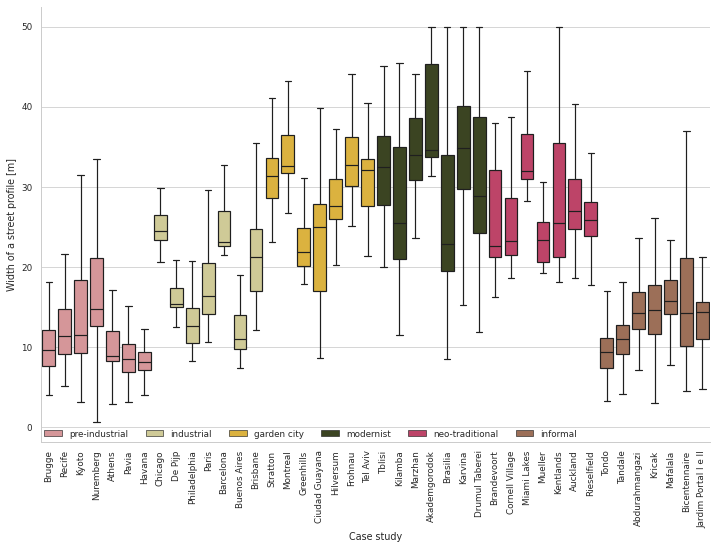 50
40
30
20
10
0
Width of a street profile [m]
pre-industrial industrial garden city modernist neo-traditional informal
Brugge
Recife
Kyoto
Nuremberg
Athens
Pavia
Havana
Chicago
De Pijp
Philadelphia
Paris
Barcelona
Buenos Aires
Brisbane
Stratton
Montreal
Greenhills
Ciudad Guayana
Hilversum
Frohnau
Tel Aviv
Tblisi
Kilamba
Marzhan
Akademgorodok
Brasilia
Karvina
Drumul Taberei
Brandevoort
Cornell Village
Miami Lakes
Mueller
Kentlands
Auckland
Rieselfield
Tondo
Tandale
Abdurahmangazi
Kricak
Mafalala
Bicentennaire
Jardim Portal I e II
Case study